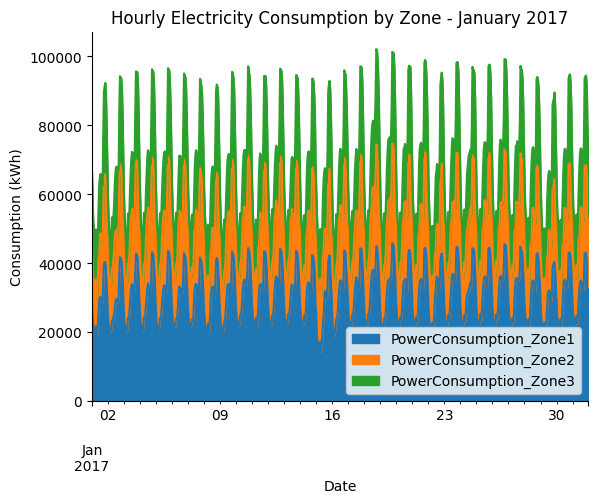 Hourly Electricity Consumption by Zone - January 2017
100000
80000
60000
40000
20000
0
Consumption (kWh)
PowerConsumption_Zone1
PowerConsumption_Zone2
PowerConsumption_Zone3
02 09 16 23 30
Jan
2017
Date